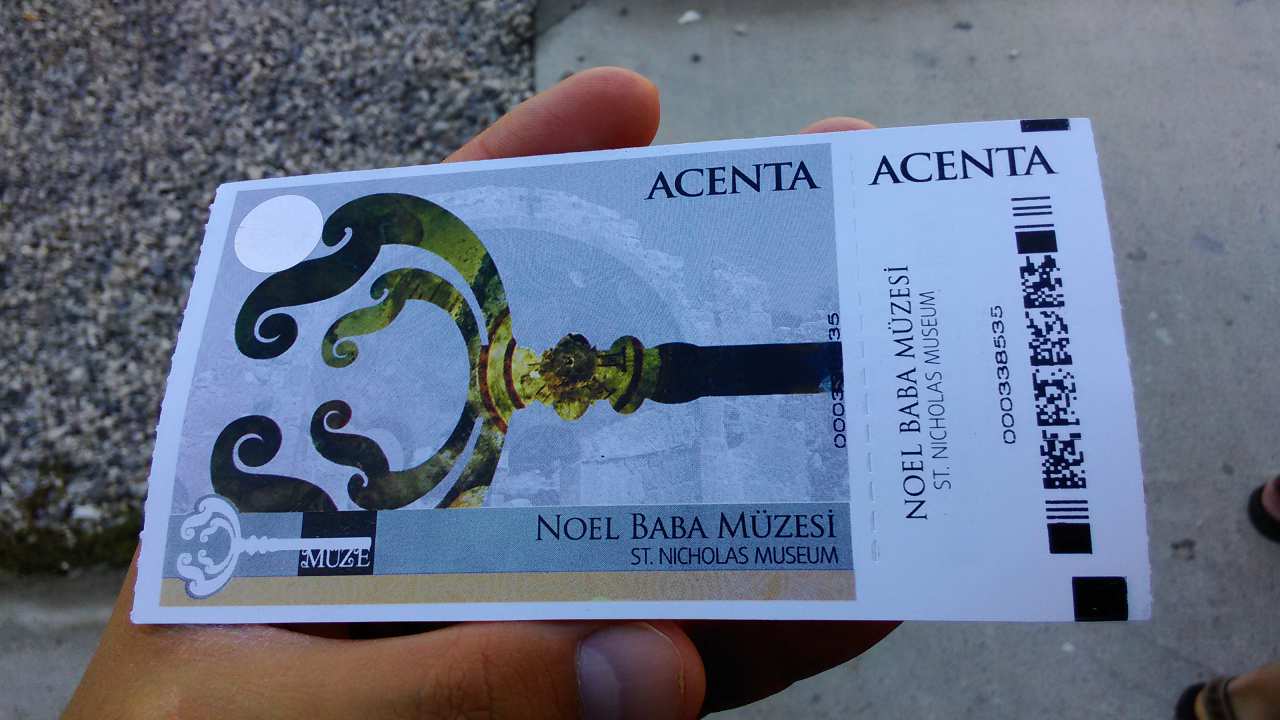 ACENTA
NOEL BABA MÜZESİ
ST. NICHOLAS MUSEUM
MÜZE
ACENTA
NOEL BABA MÜZESİ
ST. NICHOLAS MUSEUM
000338535